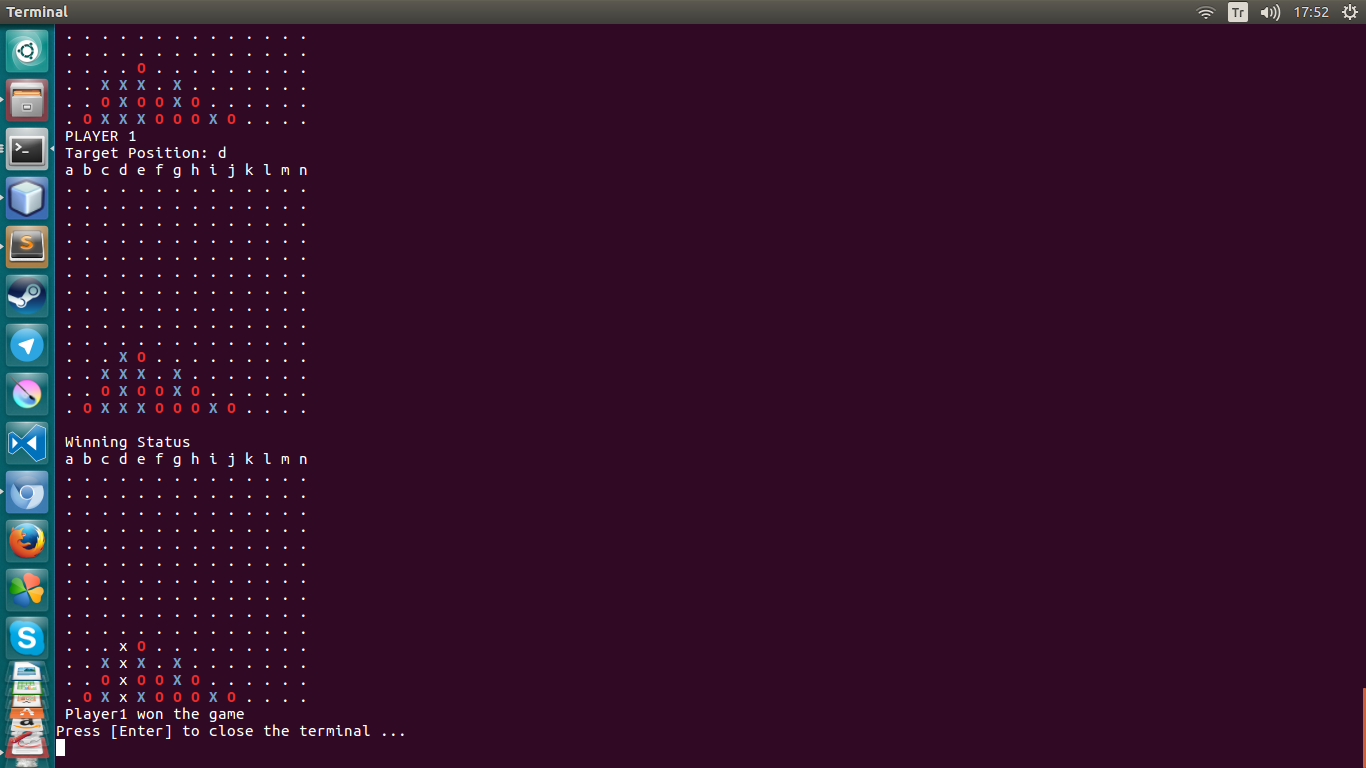 Terminal
Tr
17:52
. . . . . . . . . . . . . .
. . . . . . . . . . . . . .
. . . . O . . . . . . . . .
. . X X X . X . . . . . . .
. . O X O O X O . . . . . .
. O X X X O O O X O . . . .
PLAYER 1
Target Position: d
a b c d e f g h i j k l m n
. . . . . . . . . . . . . .
. . . . . . . . . . . . . .
. . . . . . . . . . . . . .
. . . . . . . . . . . . . .
. . . . . . . . . . . . . .
. . . . . . . . . . . . . .
. . . . . . . . . . . . . .
. . . . . . . . . . . . . .
. . . . . . . . . . . . . .
. . . . . . . . . . . . . .
. . . X O . . . . . . . . .
. . X X X . X . . . . . . .
. . O X O O X O . . . . . .
. O X X X O O O X O . . . .
Winning Status
a b c d e f g h i j k l m n
. . . . . . . . . . . . . .
. . . . . . . . . . . . . .
. . . . . . . . . . . . . .
. . . . . . . . . . . . . .
. . . . . . . . . . . . . .
. . . . . . . . . . . . . .
. . . . . . . . . . . . . .
. . . . . . . . . . . . . .
. . . . . . . . . . . . . .
. . . . . . . . . . . . . .
. . . x O . . . . . . . . .
. . X x X . X . . . . . . .
. . O x O O X O . . . . . .
. O X x X O O O X O . . . .
Player1 won the game
Press [Enter] to close the terminal ...